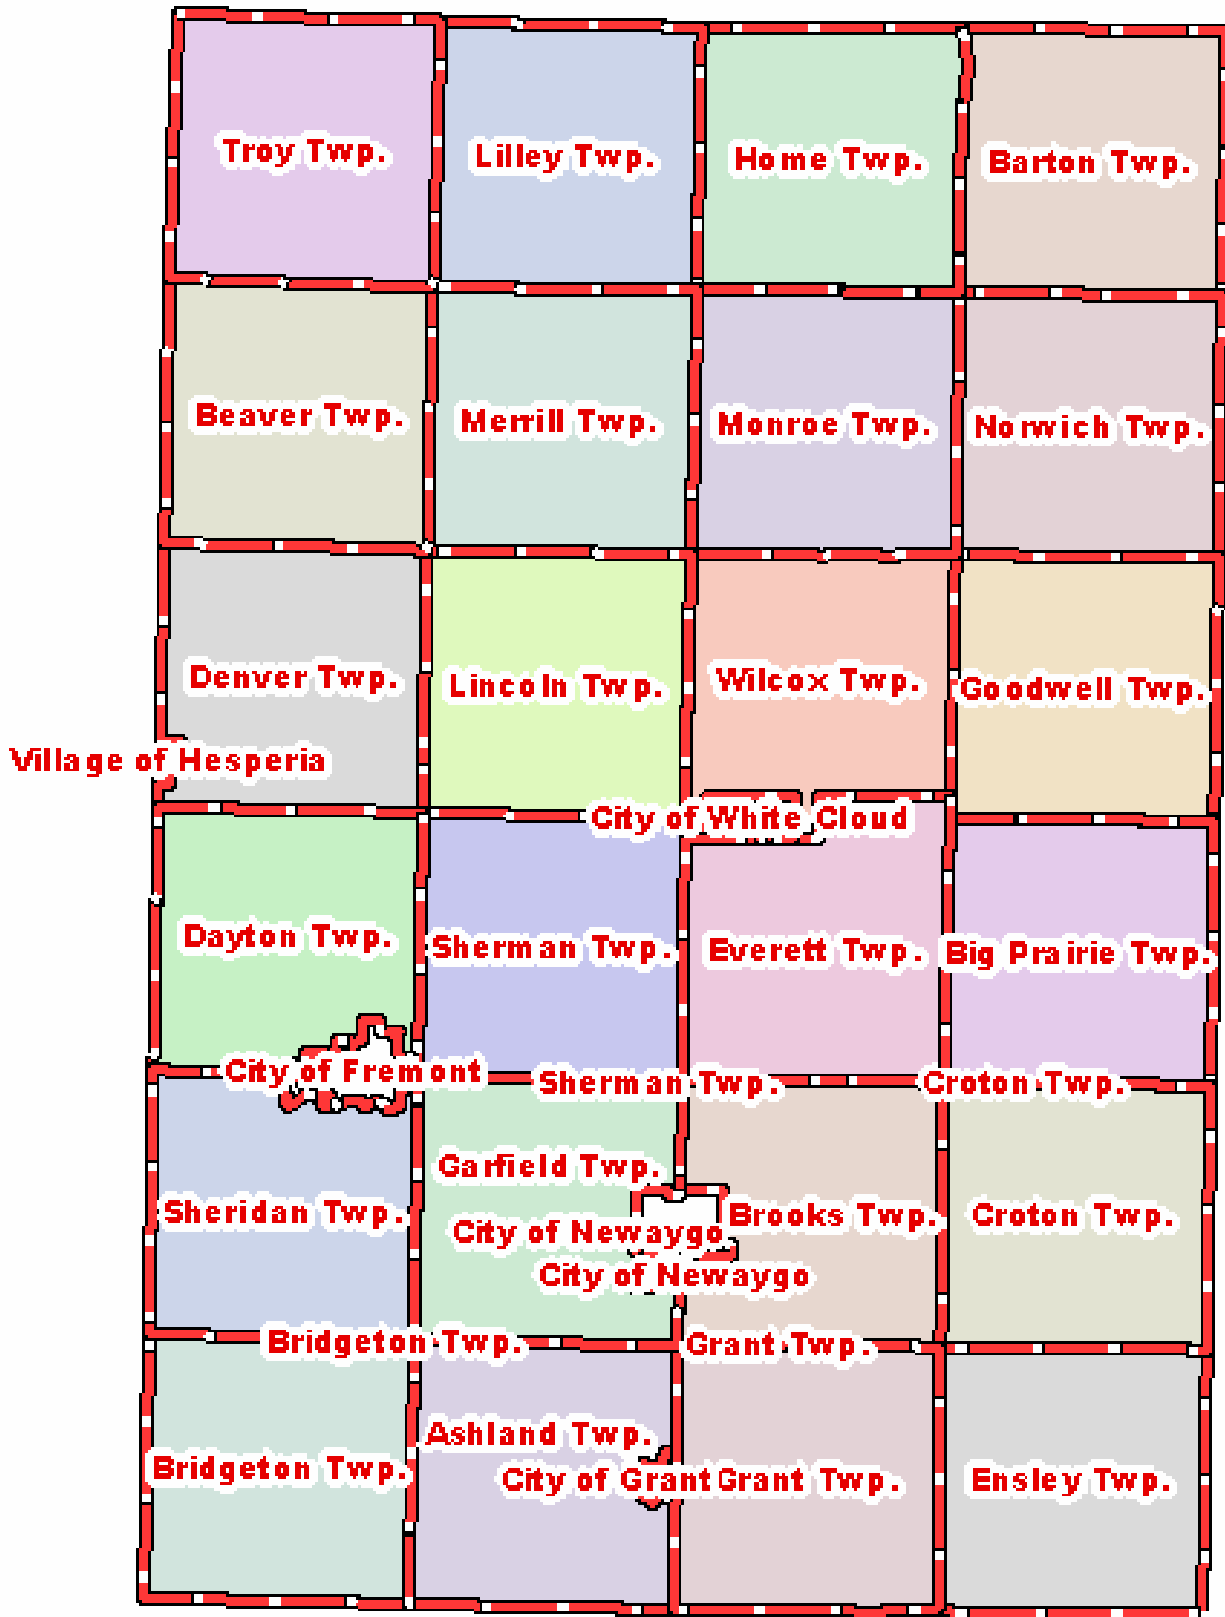 Troy Twp.
Lilley Twp.
Home Twp.
Barton Twp.
Beaver Twp.
Merrill Twp.
Monroe Twp.
Norwich Twp.
Denver Twp.
Lincoln Twp.
Wilcox Twp.
Goodwell Twp.
Village of Hesperia
City of White Cloud
Dayton Twp.
Sherman Twp.
Everett Twp.
Big Prairie Twp.
City of Fremont
Sherman Twp.
Croton Twp.
Garfield Twp.
Sheridan Twp.
City of Newaygo
Brooks Twp.
Croton Twp.
City of Newaygo
Bridgeton Twp.
Grant Twp.
Ashland Twp.
Bridgeton Twp.
City of Grant
Grant Twp.
Ensley Twp.